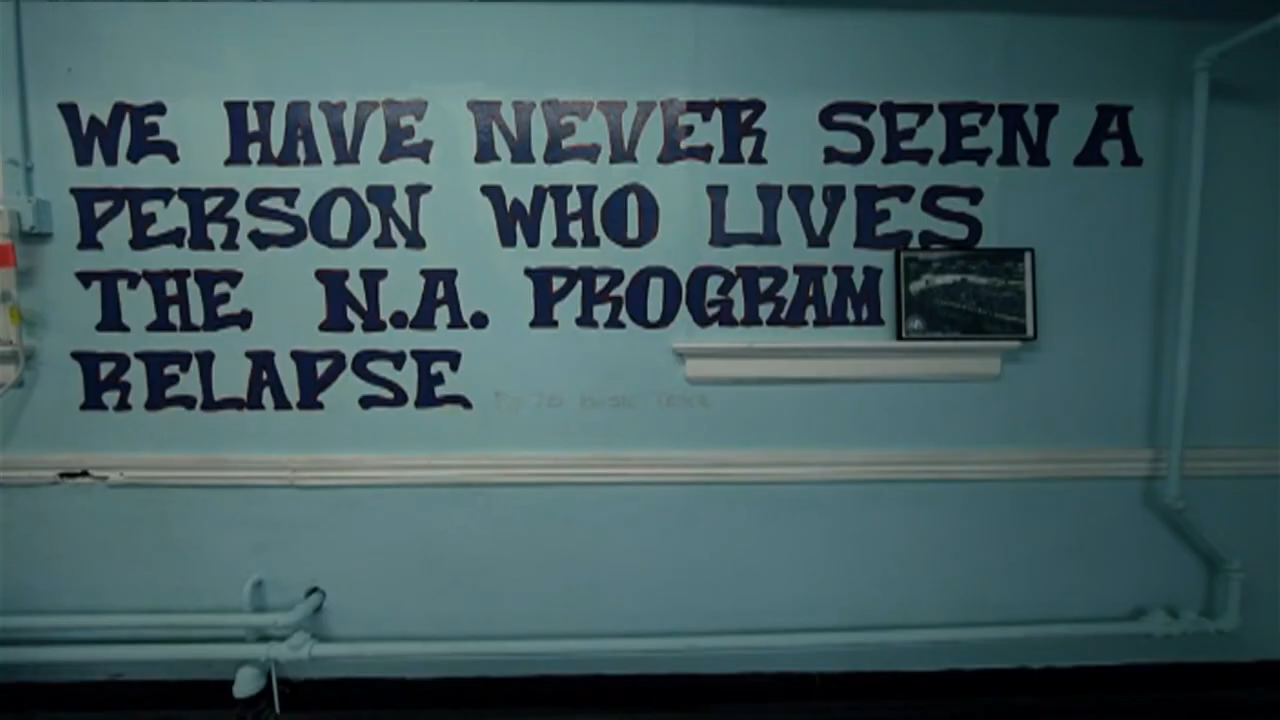 WE HAVE NEVER SEEN A
PERSON WHO LIVES
THE N.A. PROGRAM
RELAPSE